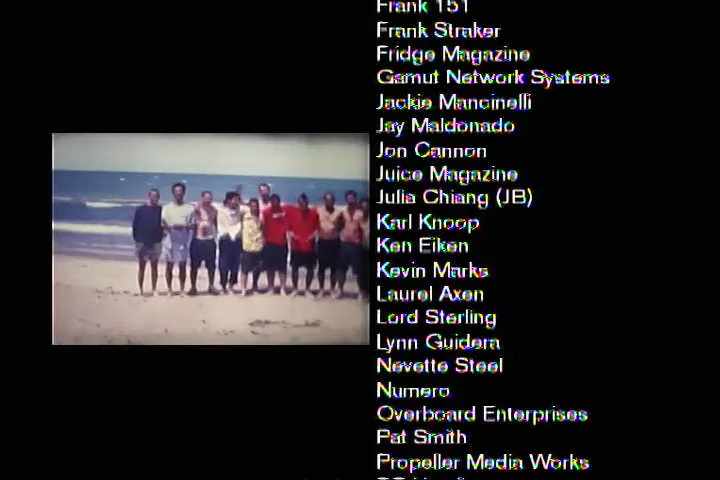 Frank 151
Frank Straker
Fridge Magazine
Gamut Network Systems
Jackie Mancinelli
Jay Maldonado
Jon Cannon
Juice Magazine
Julia Chiang (JB)
Karl Knoop
Ken Eiken
Kevin Marks
Laurel Axen
Lord Sterling
Lynn Guidera
Nevette Steel
Numero
Overboard Enterprises
Pat Smith
Propeller Media Works